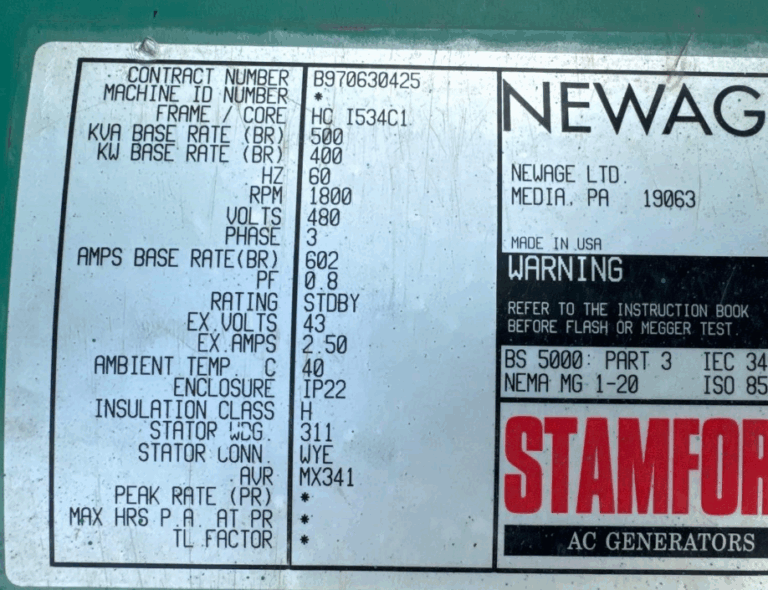 CONTRACT NUMBER B970630425
MACHINE ID NUMBER *
FRAME / CORE HC I534C1
KVA BASE RATE (BR) 500
KW BASE RATE (BR) 400
HZ 60
RPM 1800
VOLTS 480
PHASE 3
AMPS BASE RATE(BR) 602
PF 0.8
RATING STDBY
EX.VOLTS 43
EX.AMPS 2.50
AMBIENT TEMP. C 40
ENCLOSURE IP22
INSULATION CLASS H
STATOR WDG. 311
STATOR CONN. WYE
AVR MX341
PEAK RATE (PR) *
MAX HRS P.A. AT PR *
TL FACTOR *
NEWAG
NEWAGE LTD.
MEDIA. PA 19063
MADE IN USA
WARNING
REFER TO THE INSTRUCTION BOOK
BEFORE FLASH OR MEGGER TEST.
BS 5000: PART 3 IEC 34
NEMA MG 1-20 ISO 85
STAMFOR
AC GENERATORS